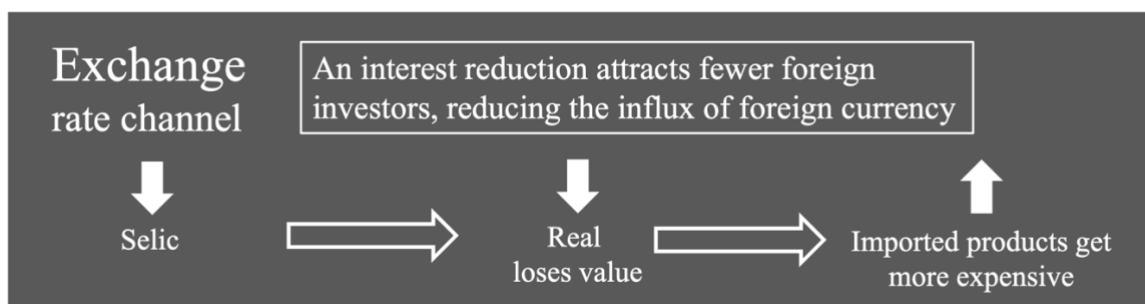 Exchange
rate channel
An interest reduction attracts fewer foreign
investors, reducing the influx of foreign currency
Selic
Real
loses value
Imported products get
more expensive